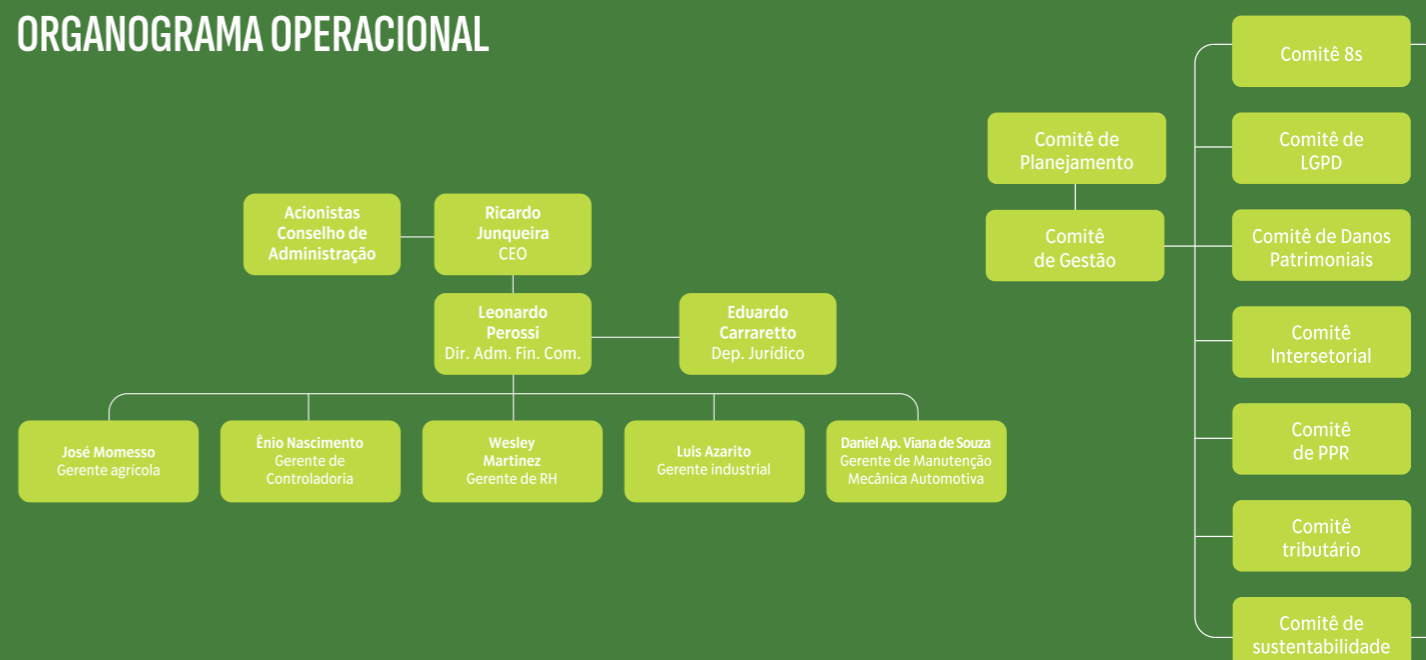 ORGANOGRAMA OPERACIONAL
Acionistas
Conselho de
Administração
Ricardo
Junqueira
CEO
Leonardo
Perossi
Dir. Adm. Fin. Com.
Eduardo
Carraretto
Dep. Jurídico
José Momesso
Gerente agrícola
Ênio Nascimento
Gerente de
Controladoria
Wesley
Martinez
Gerente de RH
Luis Azarito
Gerente industrial
Daniel Ap. Viana de Souza
Gerente de Manutenção
Mecânica Automotiva
Comitê de
Planejamento
Comitê
de Gestão
Comitê 8s
Comitê de
LGPD
Comitê de Danos
Patrimoniais
Comitê
Intersetorial
Comitê
de PPR
Comitê
tributário
Comitê de
sustentabilidade